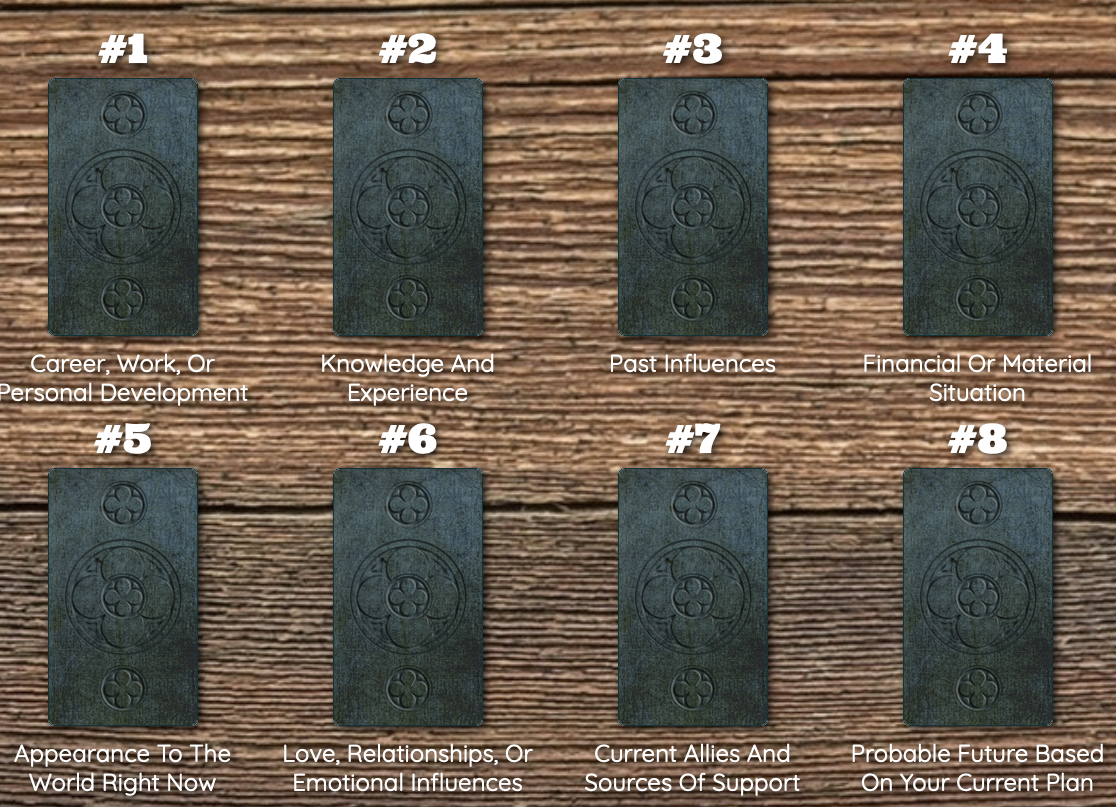 #1
#2
#3
#4
Career, Work, Or
Personal Development
Knowledge And
Experience
Past Influences
Financial Or Material
Situation
#5
#6
#7
#8
Appearance To The
World Right Now
Love, Relationships, Or
Emotional Influences
Current Allies And
Sources Of Support
Probable Future Based
On Your Current Plan